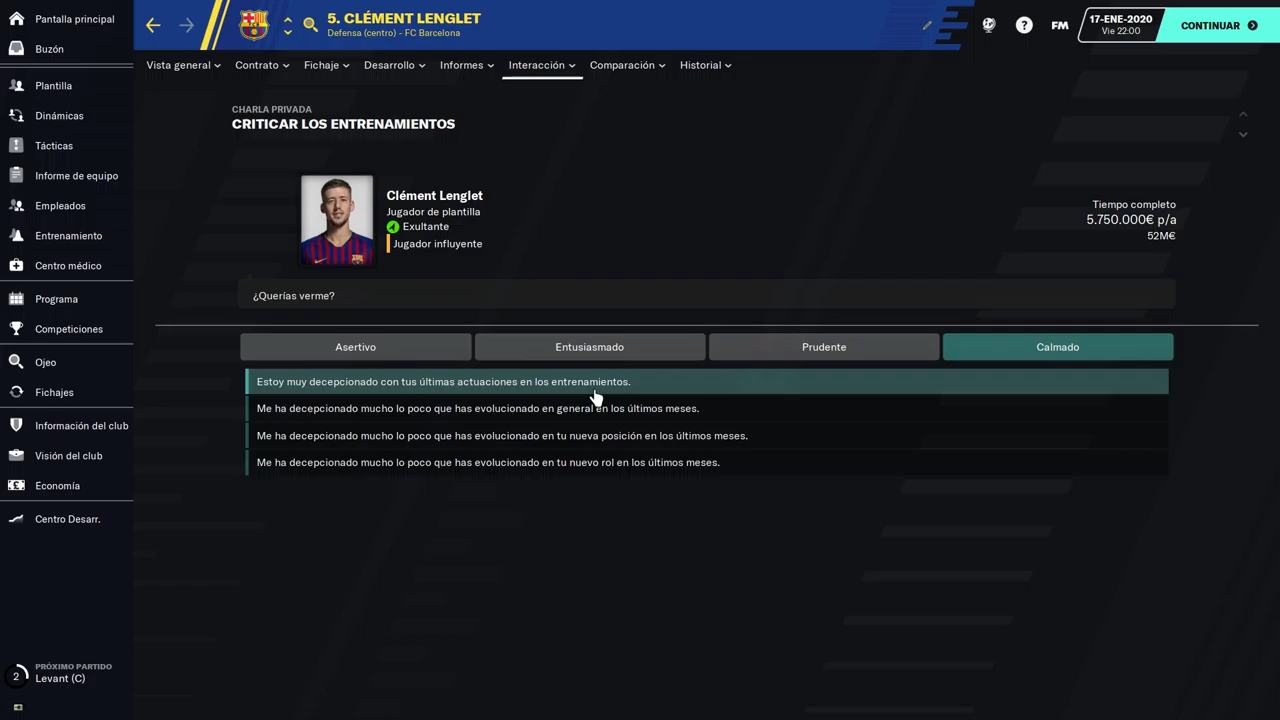 Pantalla principal
Buzón
Plantilla
Dinámicas
Tácticas
Informe de equipo
Empleados
Entrenamiento
Centro médico
Programa
Competiciones
Ojeo
Fichajes
Información del club
Visión del club
Economía
Centro Desarr.
PRÓXIMO PARTIDO
2 Levant (C)
5. CLÉMENT LENGLET
Defensa (centro) - FC Barcelona
FM
17-ENE-2020
Vie 22:00
CONTINUAR
Vista general Contrato Fichaje Desarrollo Informes Interacción Comparación Historial
CHARLA PRIVADA
CRITICAR LOS ENTRENAMIENTOS
Clément Lenglet
Jugador de plantilla
Exultante
Jugador influyente
Tiempo completo
5.750.000€ p/a
52M€
¿Querías verme?
Asertivo Entusiasmado Prudente Calmado
Estoy muy decepcionado con tus últimas actuaciones en los entrenamientos.
Me ha decepcionado mucho lo poco que has evolucionado en general en los últimos meses.
Me ha decepcionado mucho lo poco que has evolucionado en tu nueva posición en los últimos meses.
Me ha decepcionado mucho lo poco que has evolucionado en tu nuevo rol en los últimos meses.